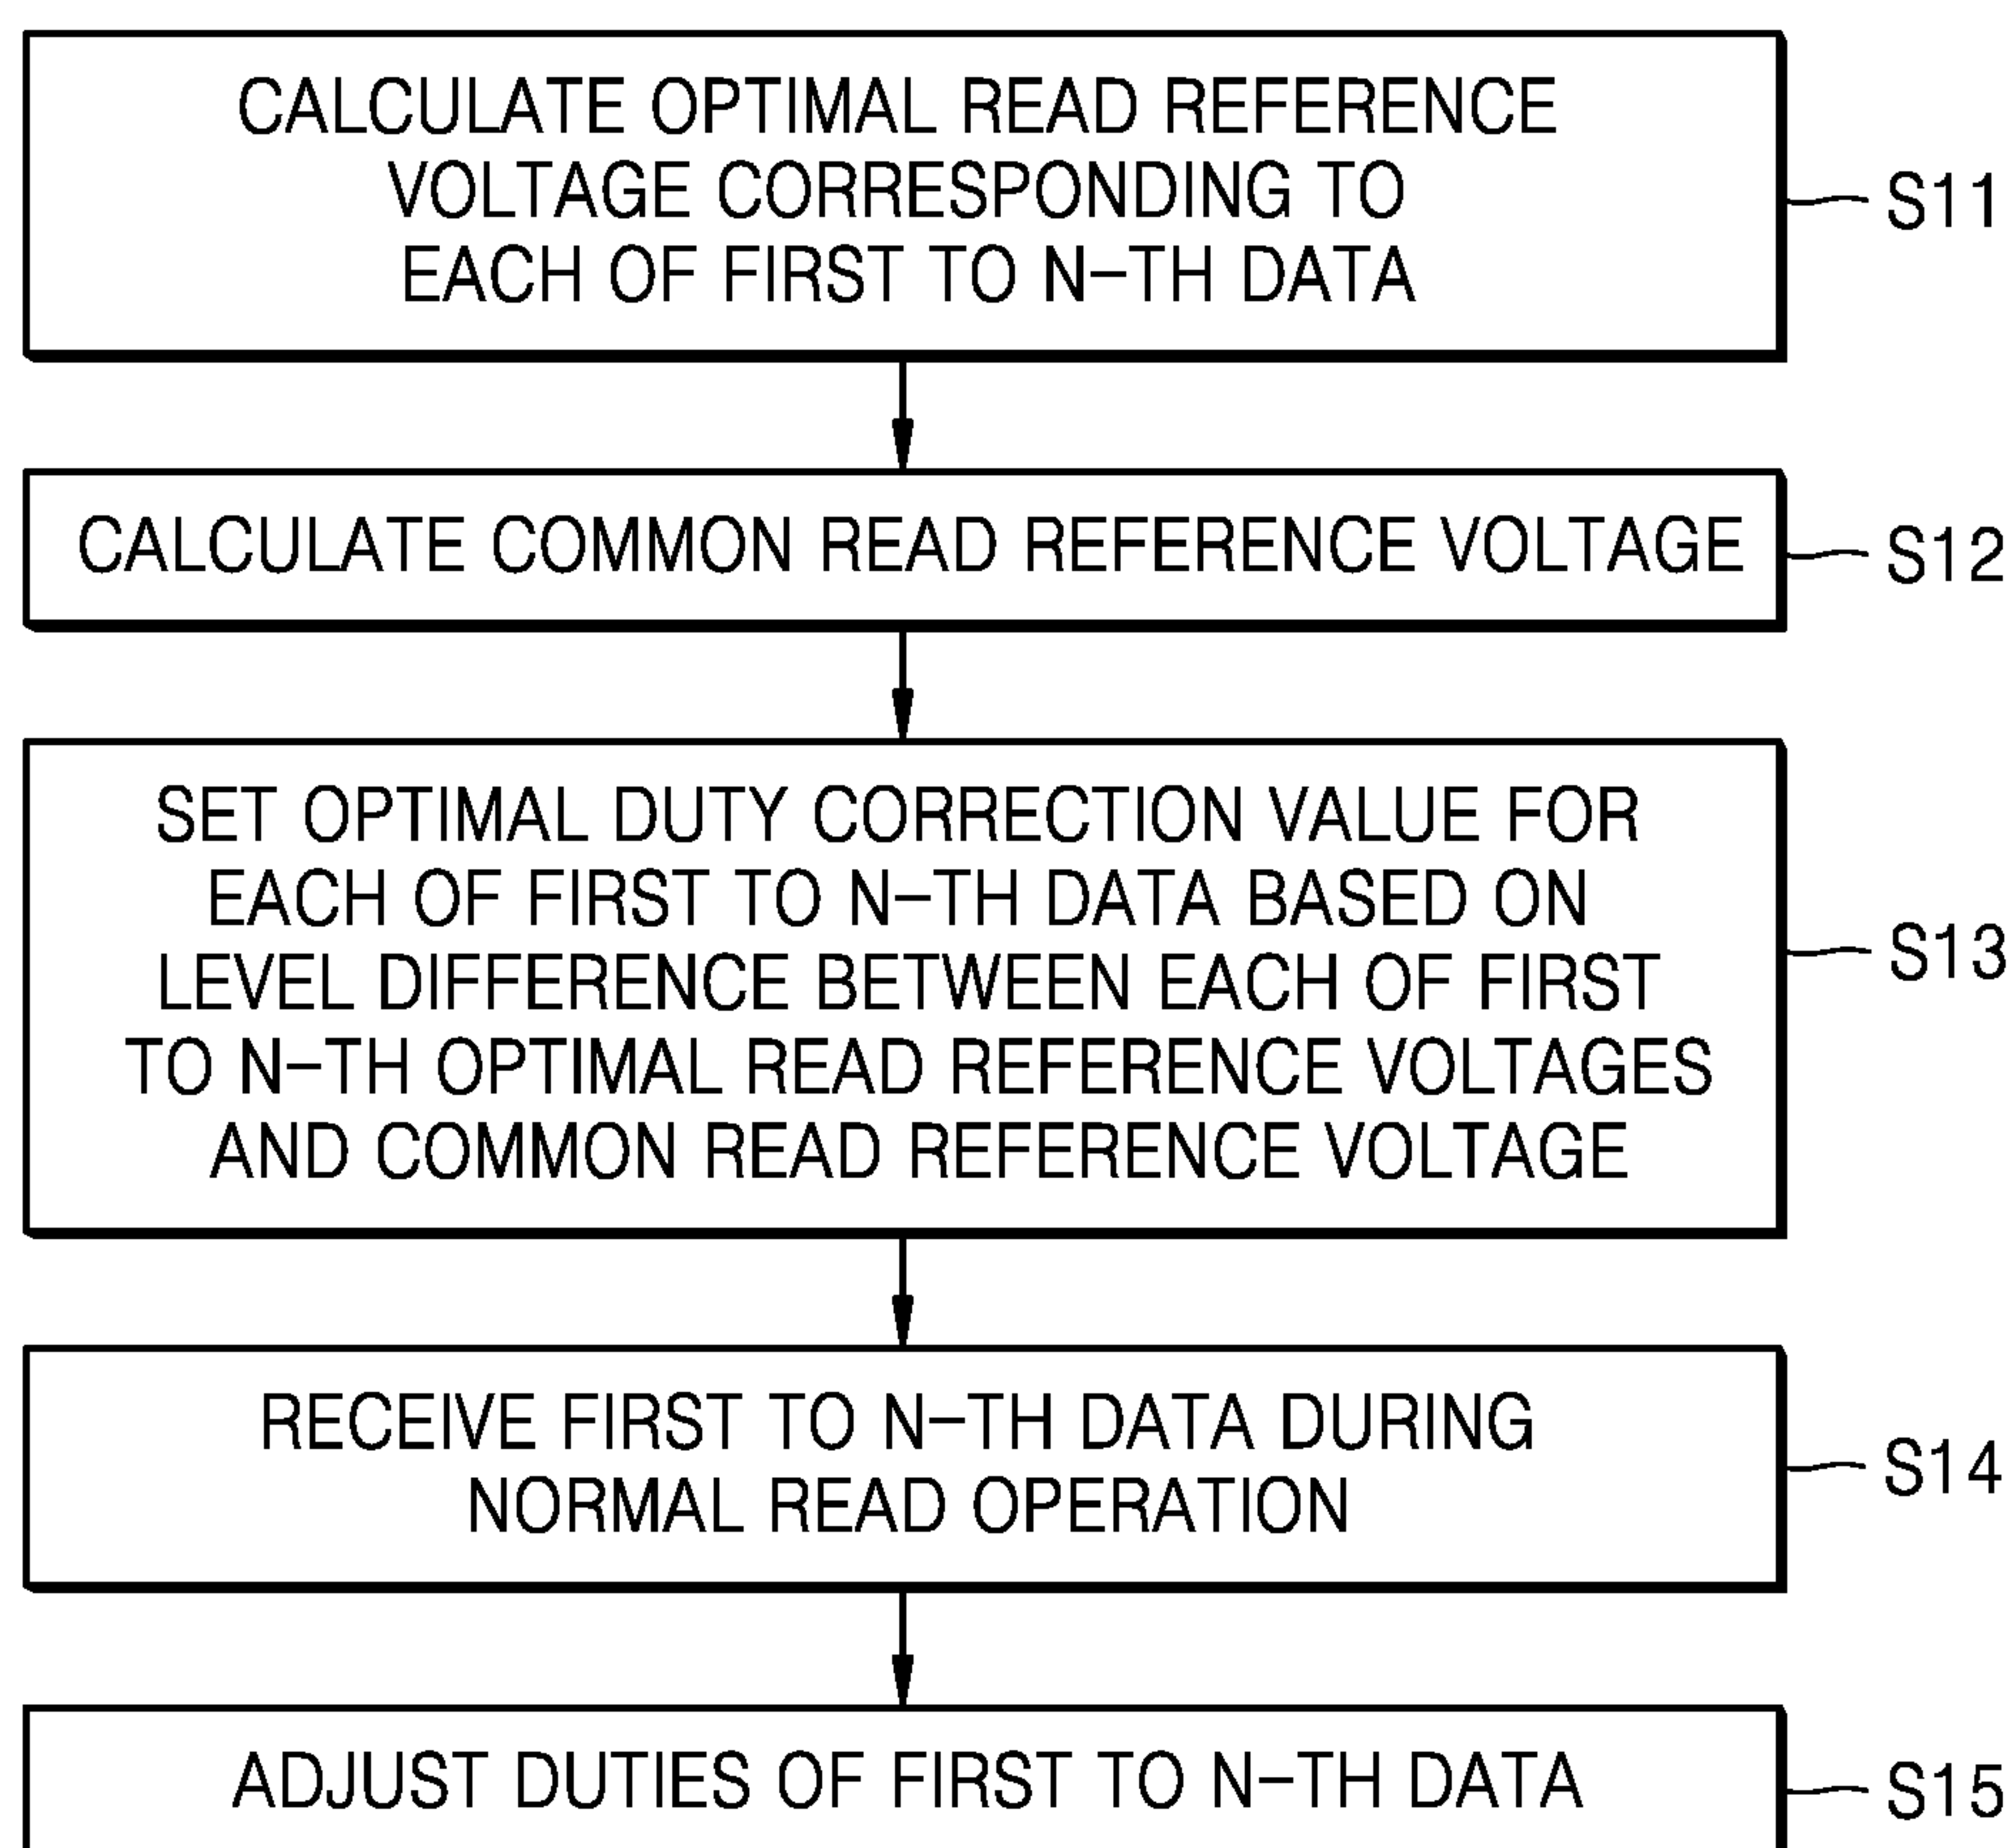 CALCULATE OPTIMAL READ REFERENCE
VOLTAGE CORRESPONDING TO
EACH OF FIRST TO N-TH DATA
S11
CALCULATE COMMON READ REFERENCE VOLTAGE
S12
SET OPTIMAL DUTY CORRECTION VALUE FOR
EACH OF FIRST TO N-TH DATA BASED ON
LEVEL DIFFERENCE BETWEEN EACH OF FIRST
TO N-TH OPTIMAL READ REFERENCE VOLTAGES
AND COMMON READ REFERENCE VOLTAGE
S13
RECEIVE FIRST TO N-TH DATA DURING
NORMAL READ OPERATION
S14
ADJUST DUTIES OF FIRST TO N-TH DATA
S15